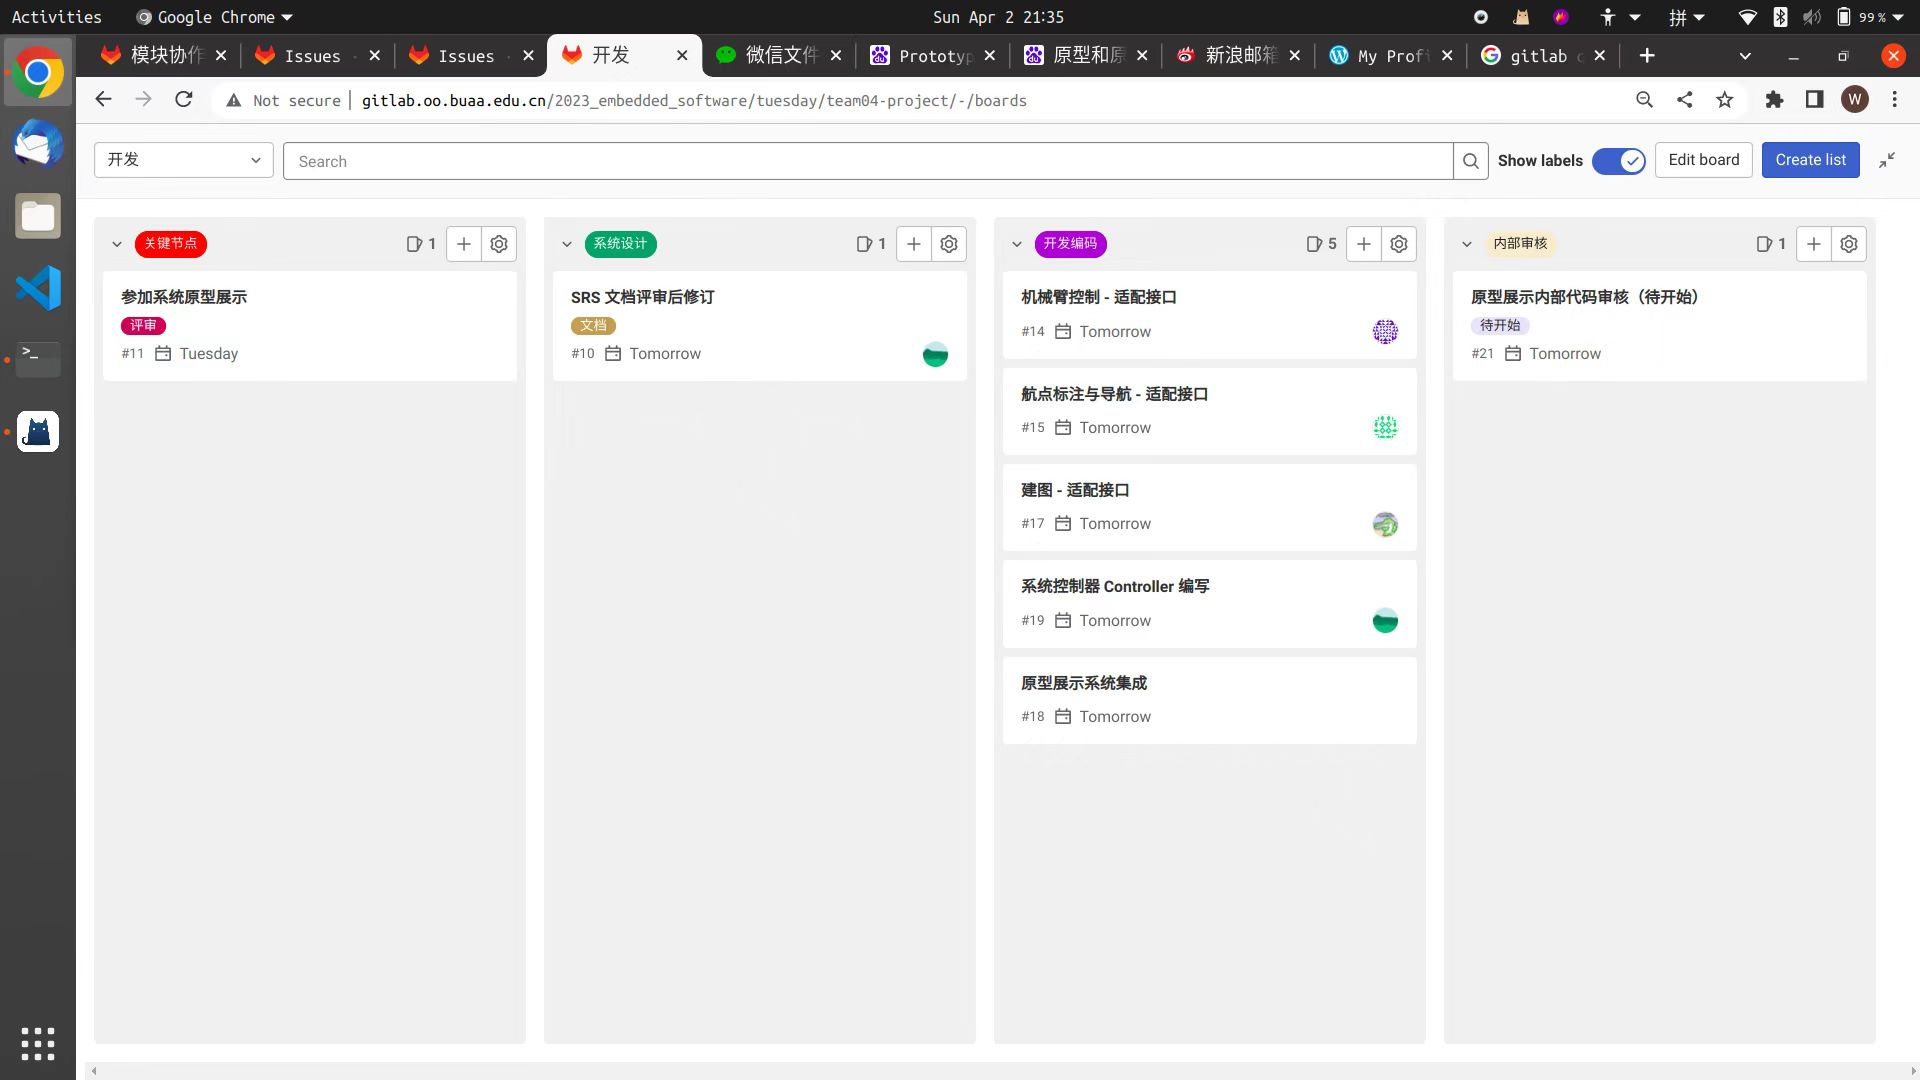 Activities
Google Chrome
Sun Apr 2 21:35
拼
99 %
模块协作
Issues
Issues
开发
微信文件
Prototyp
原型和原
新浪邮箱
My Profi
gitlab c
Not secure
gitlab.oo.buaa.edu.cn/2023_embedded_software/tuesday/team04-project/-/boards
W
开发
Search
Show labels
Edit board
Create list
关键节点
1
参加系统原型展示
评审
#11 Tuesday
系统设计
1
SRS 文档评审后修订
文档
#10 Tomorrow
开发编码
5
机械臂控制 - 适配接口
#14 Tomorrow
航点标注与导航 - 适配接口
#15 Tomorrow
建图 - 适配接口
#17 Tomorrow
系统控制器 Controller 编写
#19 Tomorrow
原型展示系统集成
#18 Tomorrow
内部审核
1
原型展示内部代码审核（待开始）
待开始
#21 Tomorrow